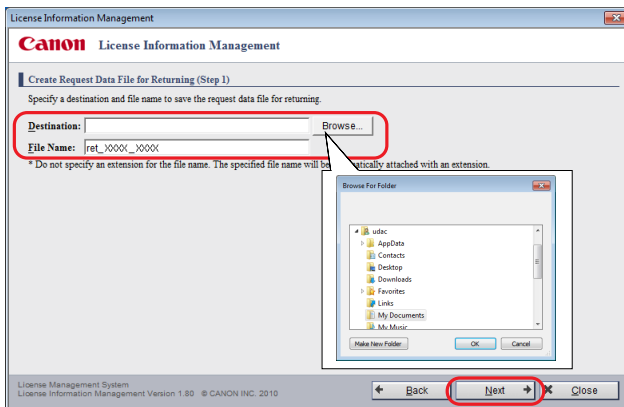 License Information Management
Canon License Information Management
Create Request Data File for Returning (Step 1)
Specify a destination and file name to save the request data file for returning.
Destination: Browse...
File Name: ret_XXXX_XXXX
* Do not specify an extension for the file name. The specified file name will be
matically attached with an extension.
Browse For Folder
udac
AppData
Contacts
Desktop
Downloads
Favorites
Links
My Documents
My Music
Make New Folder OK Cancel
License Management System
License Information Management Version 1.80 © CANON INC. 2010
Back Next Close